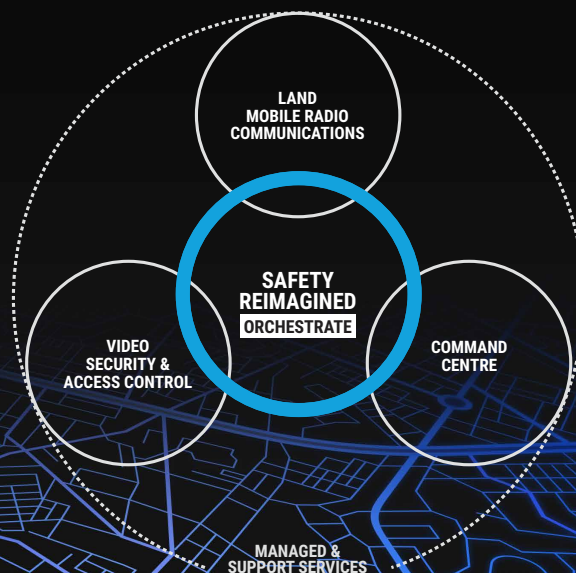 LAND
MOBILE RADIO
COMMUNICATIONS
SAFETY
REIMAGINED
ORCHESTRATE
VIDEO
SECURITY &
ACCESS CONTROL
COMMAND
CENTRE
MANAGED &
SUPPORT SERVICES